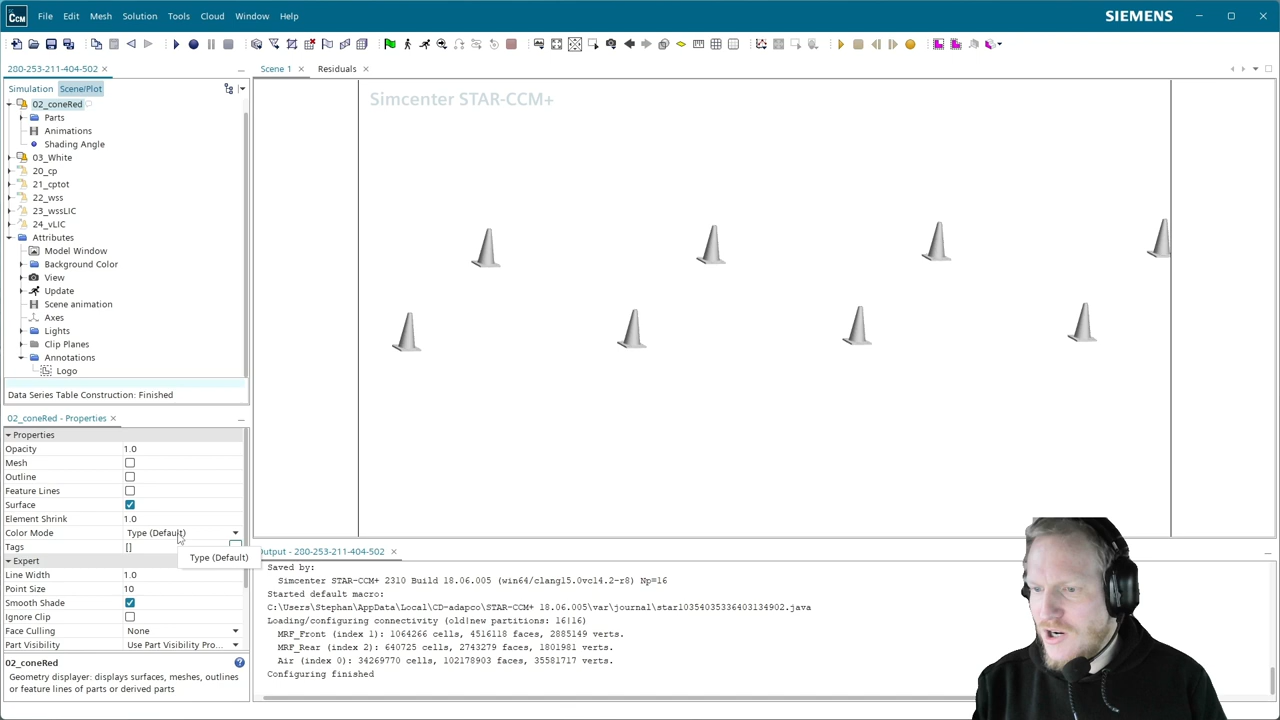 CCM
File
Edit
Mesh
Solution
Tools
Cloud
Window
Help
SIEMENS
280-253-211-404-502
Scene 1
Residuals
Simulation
Scene/Plot
02_coneRed
Parts
Animations
Shading Angle
03_White
20_cp
21_cptot
22_wss
23_wssLIC
24_vLIC
Attributes
Model Window
Background Color
View
Update
Scene animation
Axes
Lights
Clip Planes
Annotations
Logo
Data Series Table Construction: Finished
Simcenter STAR-CCM+
02_coneRed - Properties
Properties
Opacity 1.0
Mesh
Outline
Feature Lines
Surface
Element Shrink 1.0
Color Mode Type (Default)
Tags []
Type (Default)
Expert
Line Width 1.0
Point Size 10
Smooth Shade
Ignore Clip
Face Culling None
Part Visibility Use Part Visibility Pro...
02_coneRed
Geometry displayer: displays surfaces, meshes, outlines
or feature lines of parts or derived parts
utput - 280-253-211-404-502
Saved by:
Simcenter STAR-CCM+ 2310 Build 18.06.005 (win64/clang15.0vc14.2-r8) Np=16
Started default macro:
C:\Users\Stephan\AppData\Local\CD-adapco\STAR-CCM+ 18.06.005\var\journal\star10354035336403134902.java
Loading/configuring connectivity (old|new partitions: 16|16)
MRF_Front (index 1): 1064266 cells, 4516118 faces, 2885149 verts.
MRF_Rear (index 2): 640725 cells, 2743279 faces, 1801981 verts.
Air (index 0): 34269770 cells, 102178903 faces, 35581717 verts.
Configuring finished